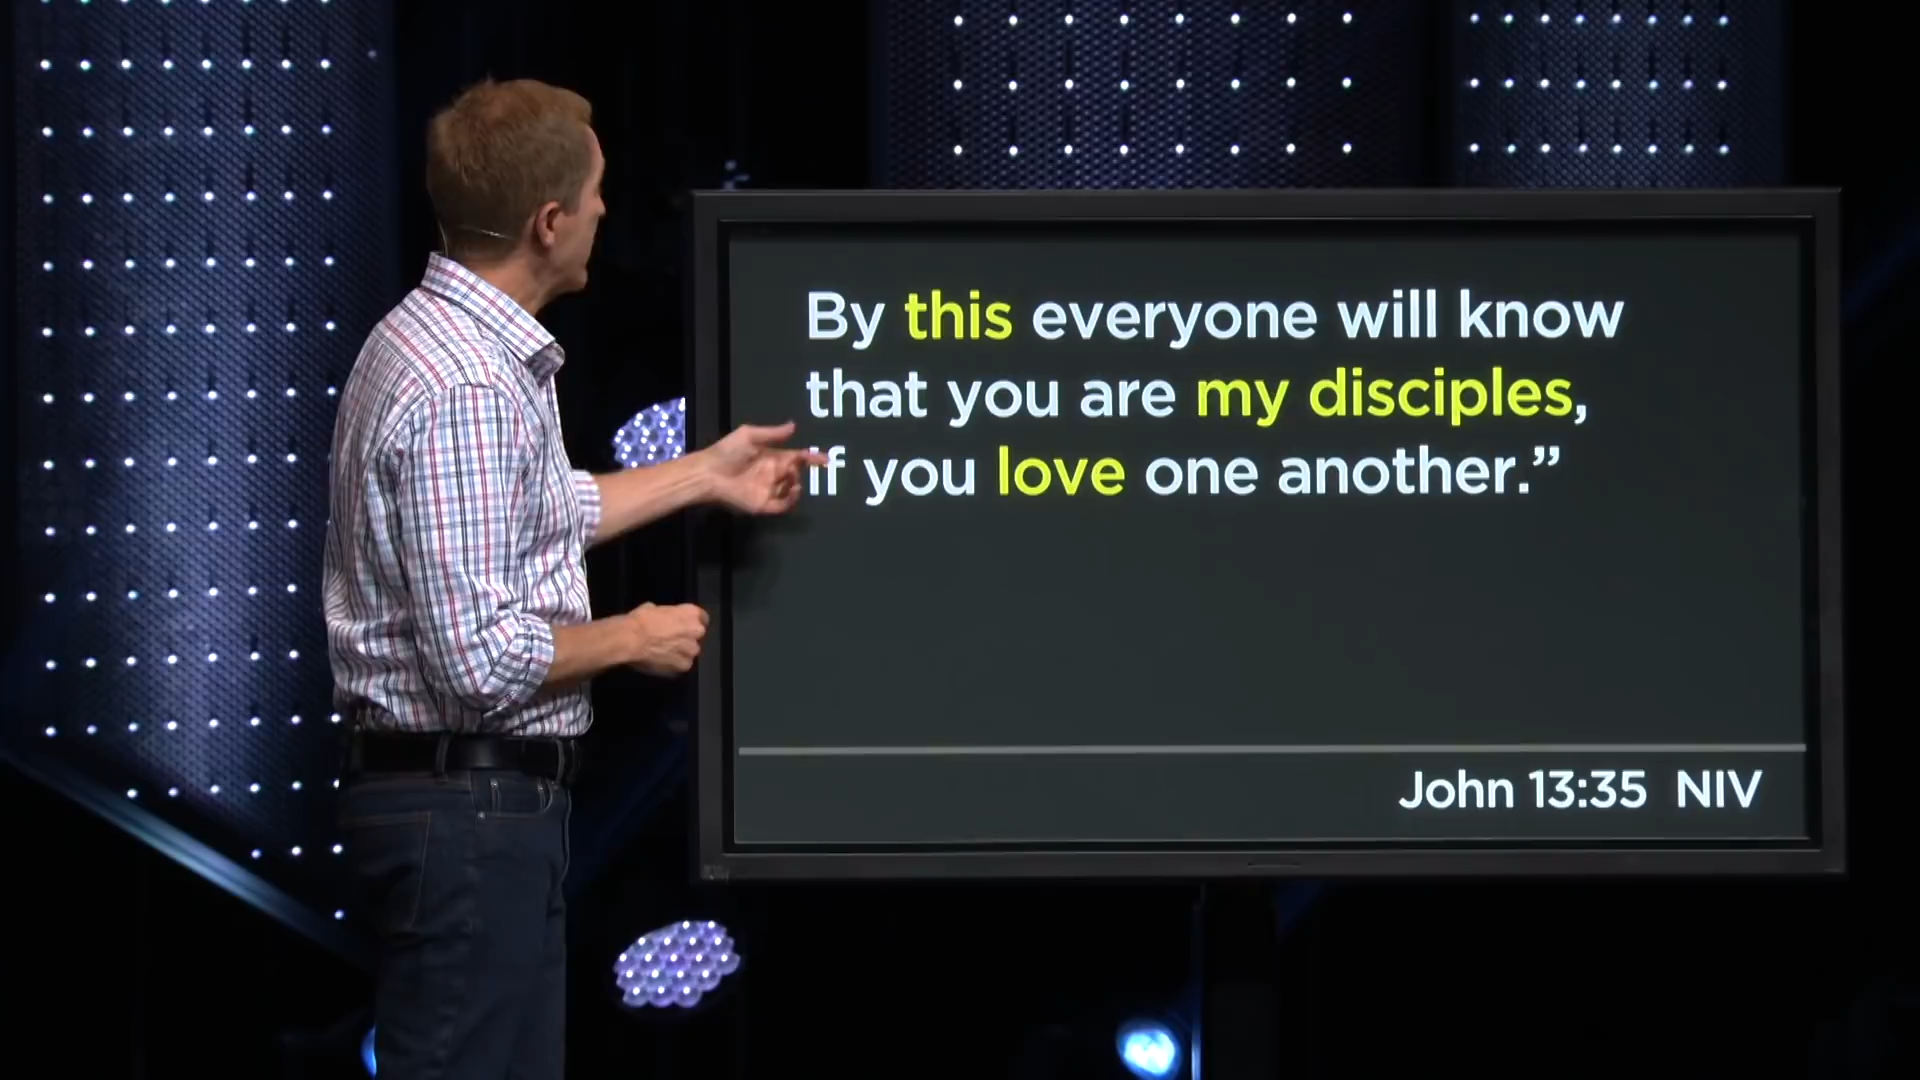 By this everyone will know
that you are my disciples,
if you love one another.”
John 13:35 NIV